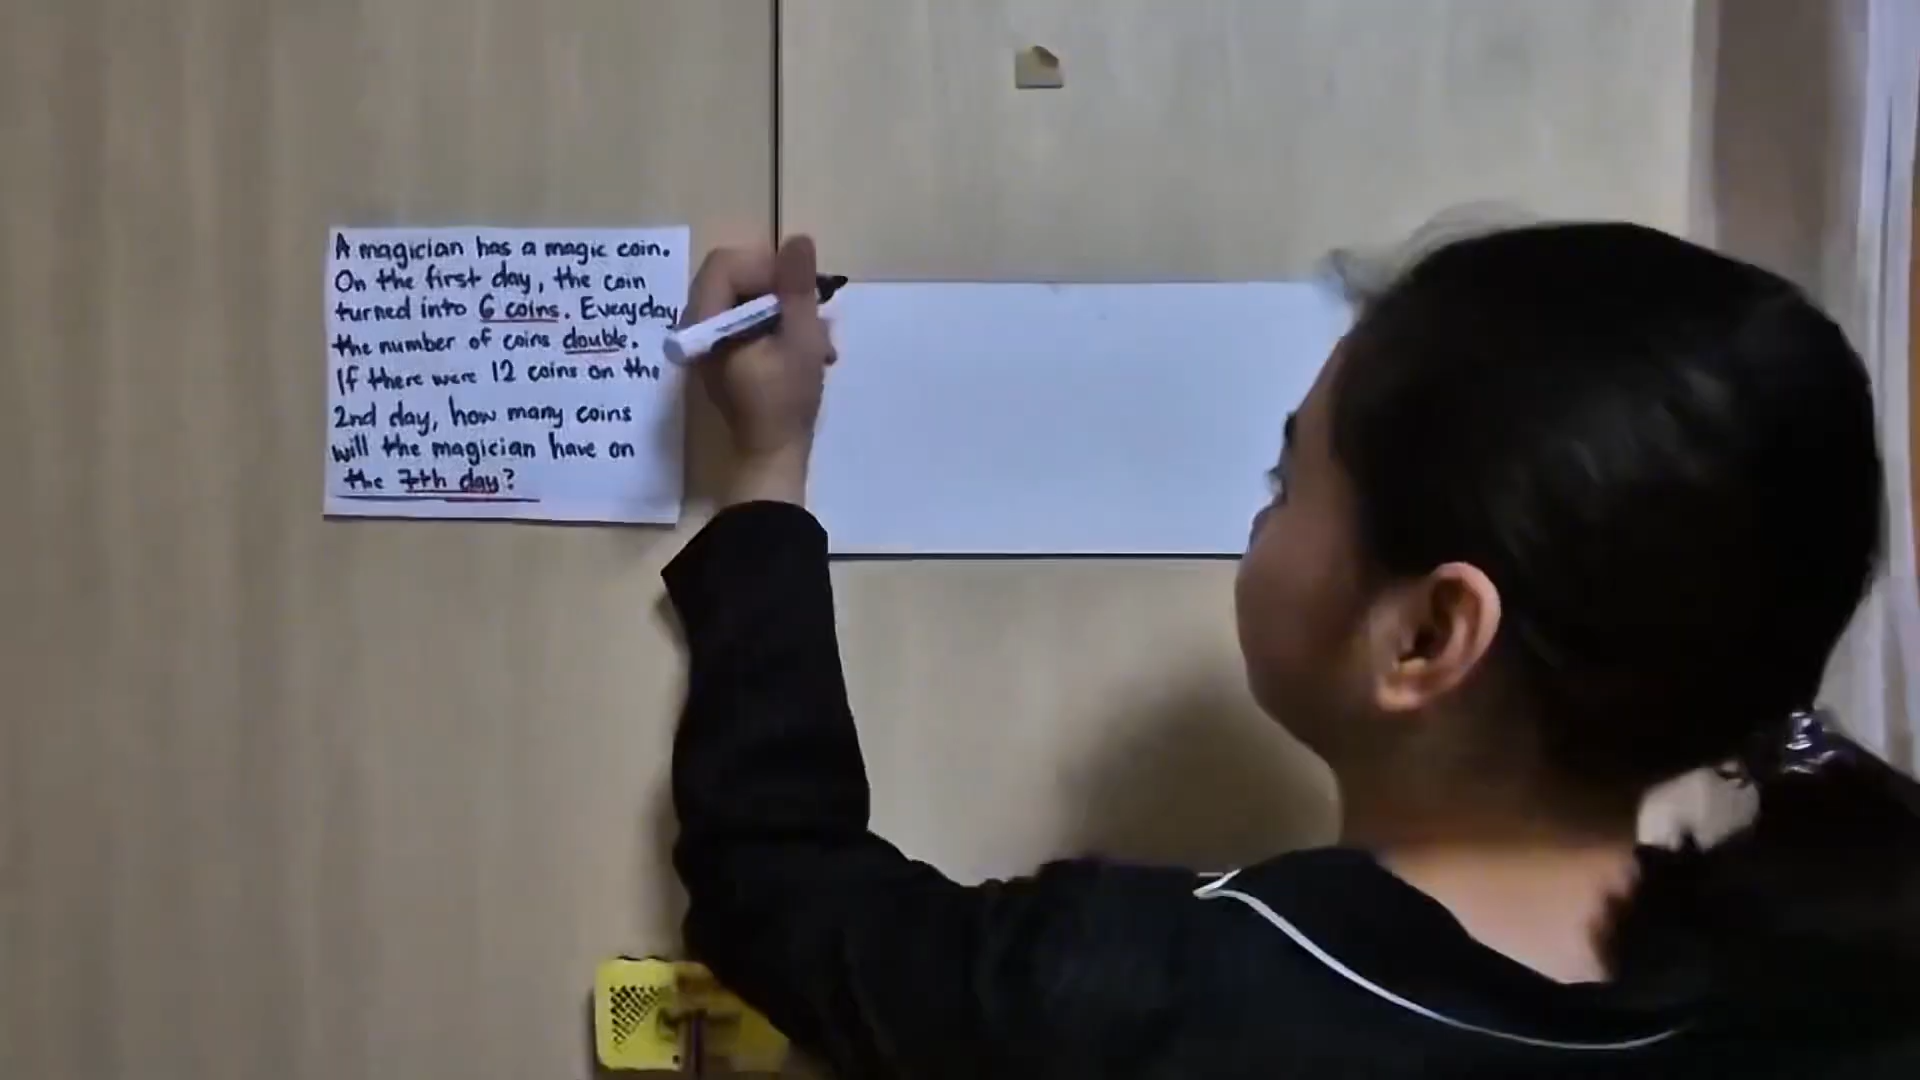 A magician has a magic coin.
On the first day, the coin
turned into 6 coins. Everyday
the number of coins double.
If there were 12 coins on the
2nd day, how many coins
will the magician have on
the 7th day?